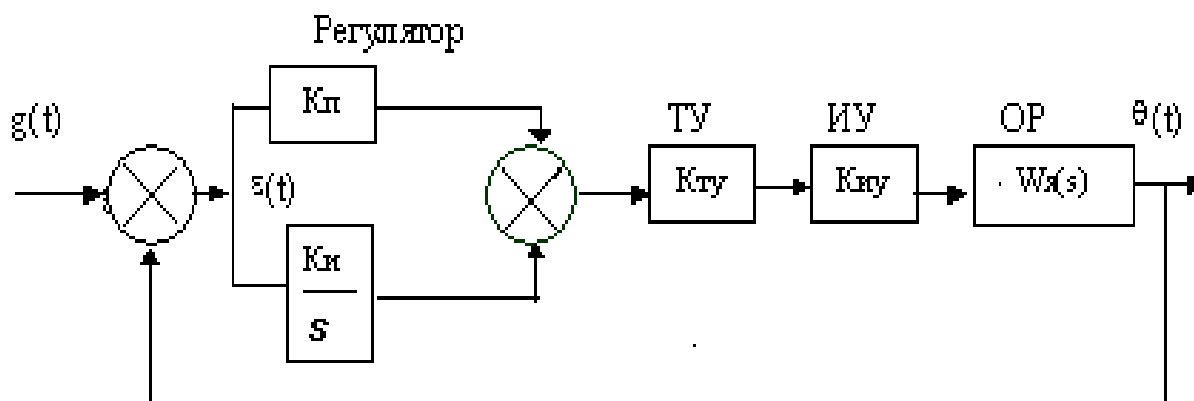 Регулятор
g(t)
Кп
ε(t)
Ки
s
ТУ
ИУ
ОР
θ(t)
Кту
Киу
Wя(s)